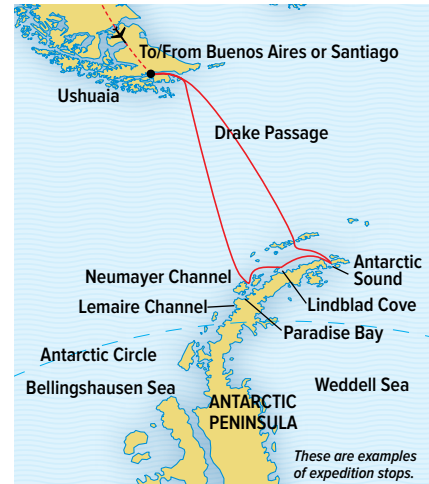 To/From Buenos Aires or Santiago
Ushuaia
Drake Passage
Antarctic
Sound
Neumayer Channel
Lindblad Cove
Lemaire Channel
Paradise Bay
Antarctic Circle
Bellingshausen Sea
Weddell Sea
ANTARCTIC
PENINSULA
These are examples
of expedition stops.